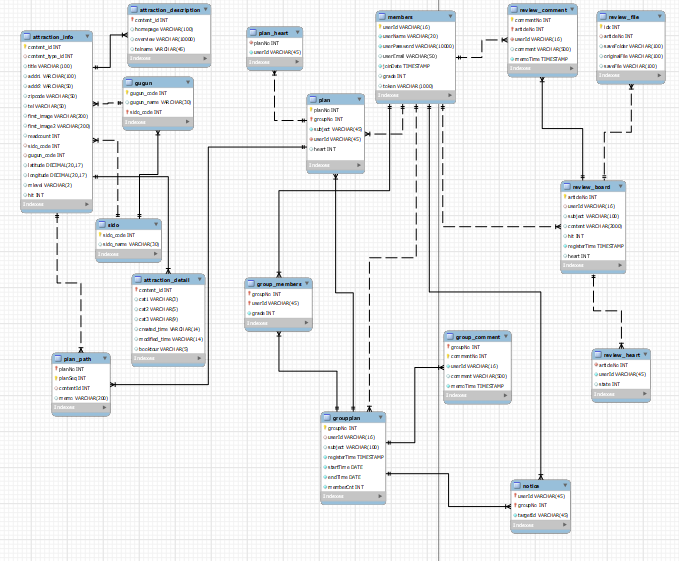 attraction_info
content_id INT
content_type_id INT
title VARCHAR(100)
addr1 VARCHAR(100)
addr2 VARCHAR(50)
zipcode VARCHAR(50)
tel VARCHAR(50)
first_image VARCHAR(200)
first_image2 VARCHAR(200)
readcount INT
sido_code INT
gugun_code INT
latitude DECIMAL(20,17)
longitude DECIMAL(20,17)
mlevel VARCHAR(2)
hit INT
Indexes
attraction_description
content_id INT
homepage VARCHAR(100)
overview VARCHAR(10000)
telname VARCHAR(45)
Indexes
gugun
gugun_code INT
gugun_name VARCHAR(30)
sido_code INT
Indexes
sido
sido_code INT
sido_name VARCHAR(30)
Indexes
attraction_detail
content_id INT
cat1 VARCHAR(3)
cat2 VARCHAR(5)
cat3 VARCHAR(9)
created_time VARCHAR(14)
modified_time VARCHAR(14)
booktour VARCHAR(5)
Indexes
plan_path
planNo INT
planSeq INT
contentId INT
memo VARCHAR(200)
Indexes
plan_heart
planNo INT
userId VARCHAR(45)
Indexes
plan
planNo INT
groupNo INT
subject VARCHAR(45)
userId VARCHAR(45)
heart INT
Indexes
members
userId VARCHAR(16)
userName VARCHAR(20)
userPassword VARCHAR(10000)
userEmail VARCHAR(50)
joinDate TIMESTAMP
grade INT
token VARCHAR(1000)
Indexes
group_members
groupNo INT
userId VARCHAR(45)
grade INT
Indexes
groupplan
groupNo INT
userId VARCHAR(16)
subject VARCHAR(100)
registerTime TIMESTAMP
startTime DATE
endTime DATE
memberCnt INT
Indexes
group_comment
groupNo INT
commentNo INT
userId VARCHAR(16)
comment VARCHAR(500)
memoTime TIMESTAMP
Indexes
notice
userId VARCHAR(45)
groupNo INT
targetId VARCHAR(45)
Indexes
review_comment
commentNo INT
articleNo INT
userId VARCHAR(16)
comment VARCHAR(500)
memoTime TIMESTAMP
Indexes
review_file
idx INT
articleNo INT
saveFolder VARCHAR(100)
originalFile VARCHAR(100)
saveFile VARCHAR(100)
Indexes
review_board
articleNo INT
userId VARCHAR(16)
subject VARCHAR(100)
content VARCHAR(2000)
hit INT
registerTime TIMESTAMP
heart INT
Indexes
review_heart
articleNo INT
userId VARCHAR(45)
state INT
Indexes